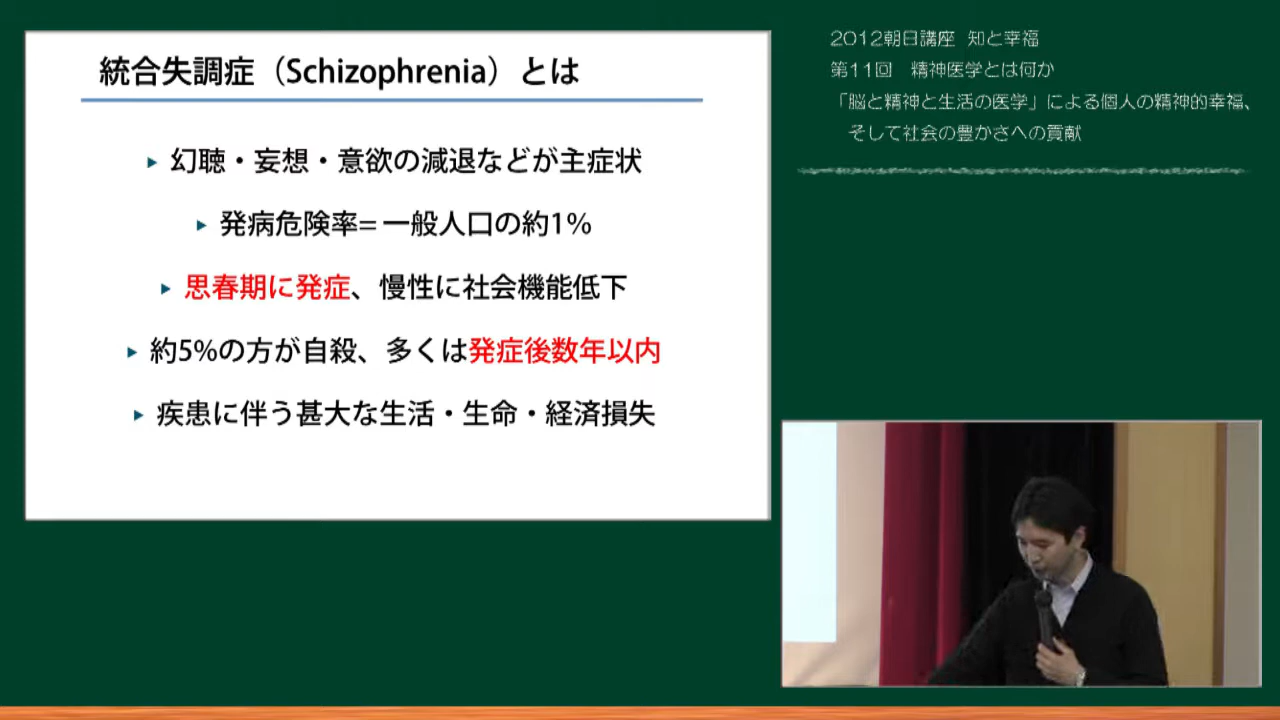 統合失調症（Schizophrenia）とは
▸ 幻聴・妄想・意欲の減退などが主症状
▸ 発病危険率= 一般人口の約1%
▸ 思春期に発症、慢性に社会機能低下
▸ 約5%の方が自殺、多くは発症後数年以内
▸ 疾患に伴う甚大な生活・生命・経済損失
2012朝日講座 知と幸福
第11回 精神医学とは何か
「脳と精神と生活の医学」による個人の精神的幸福、
そして社会の豊かさへの貢献